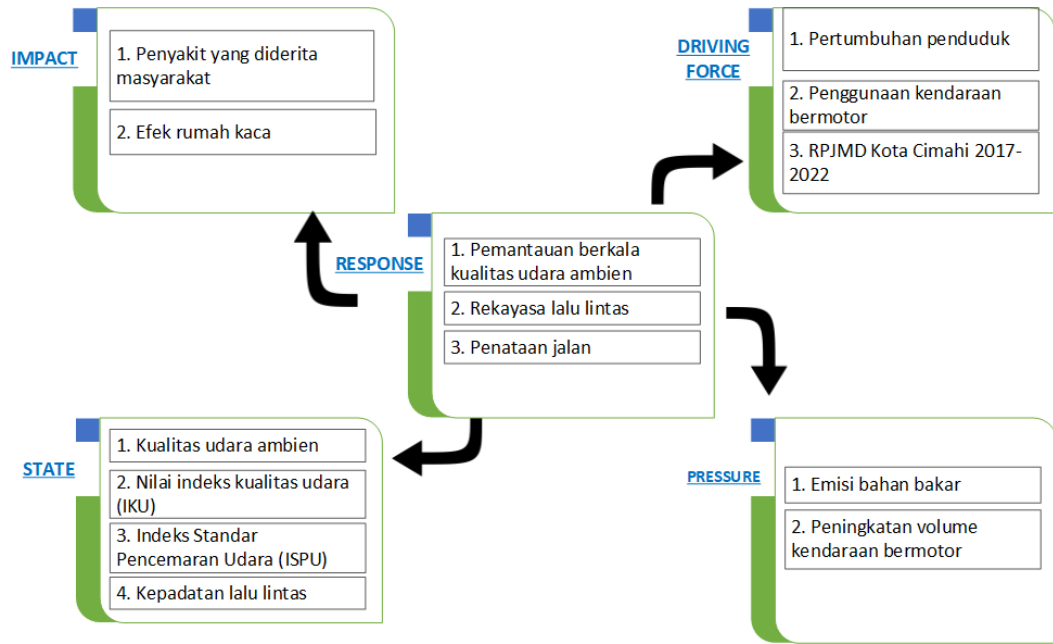 IMPACT
1. Penyakit yang diderita
masyarakat
2. Efek rumah kaca
DRIVING
FORCE
1. Pertumbuhan penduduk
2. Penggunaan kendaraan
bermotor
3. RPJMD Kota Cimahi 2017-
2022
RESPONSE
1. Pemantauan berkala
kualitas udara ambien
2. Rekayasa lalu lintas
3. Penataan jalan
STATE
1. Kualitas udara ambien
2. Nilai indeks kualitas udara
(IKU)
3. Indeks Standar
Pencemaran Udara (ISPU)
4. Kepadatan lalu lintas
PRESSURE
1. Emisi bahan bakar
2. Peningkatan volume
kendaraan bermotor